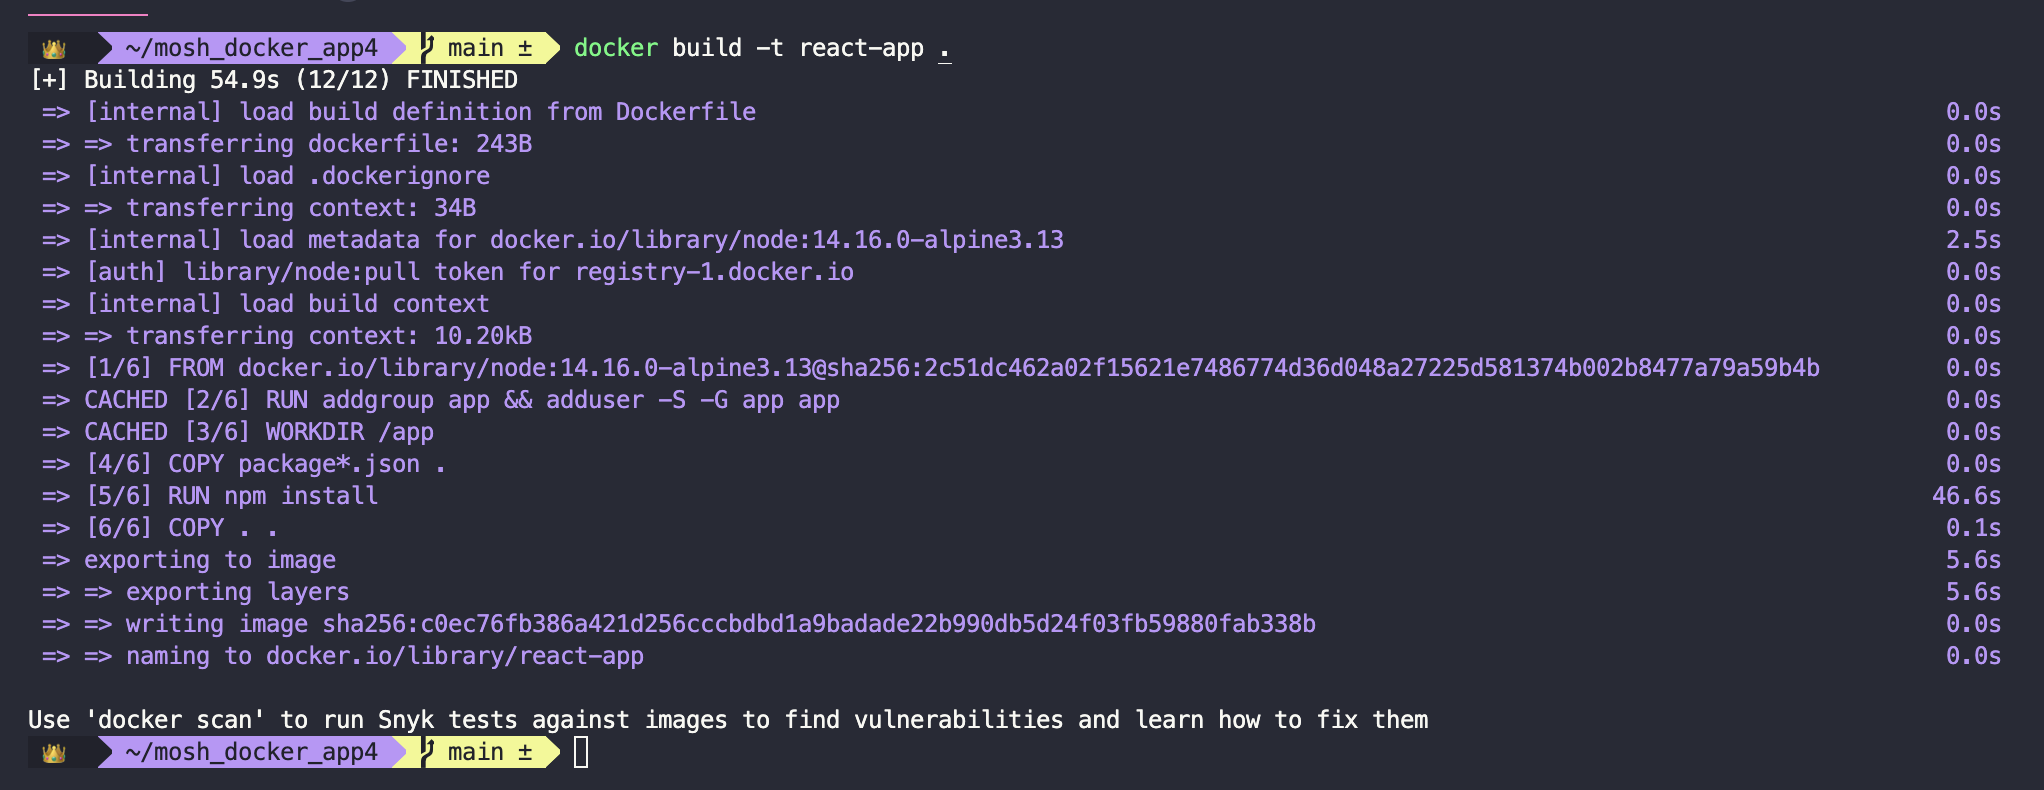 ~/mosh_docker_app4 main ± docker build -t react-app .
[+] Building 54.9s (12/12) FINISHED
=> [internal] load build definition from Dockerfile 0.0s
=> => transferring dockerfile: 243B 0.0s
=> [internal] load .dockerignore 0.0s
=> => transferring context: 34B 0.0s
=> [internal] load metadata for docker.io/library/node:14.16.0-alpine3.13 2.5s
=> [auth] library/node:pull token for registry-1.docker.io 0.0s
=> [internal] load build context 0.0s
=> => transferring context: 10.20kB 0.0s
=> [1/6] FROM docker.io/library/node:14.16.0-alpine3.13@sha256:2c51dc462a02f15621e7486774d36d048a27225d581374b002b8477a79a59b4b 0.0s
=> CACHED [2/6] RUN addgroup app && adduser -S -G app app 0.0s
=> CACHED [3/6] WORKDIR /app 0.0s
=> [4/6] COPY package*.json . 0.0s
=> [5/6] RUN npm install 46.6s
=> [6/6] COPY . . 0.1s
=> exporting to image 5.6s
=> => exporting layers 5.6s
=> => writing image sha256:c0ec76fb386a421d256cccbdbd1a9badade22b990db5d24f03fb59880fab338b 0.0s
=> => naming to docker.io/library/react-app 0.0s
Use 'docker scan' to run Snyk tests against images to find vulnerabilities and learn how to fix them
~/mosh_docker_app4 main ±